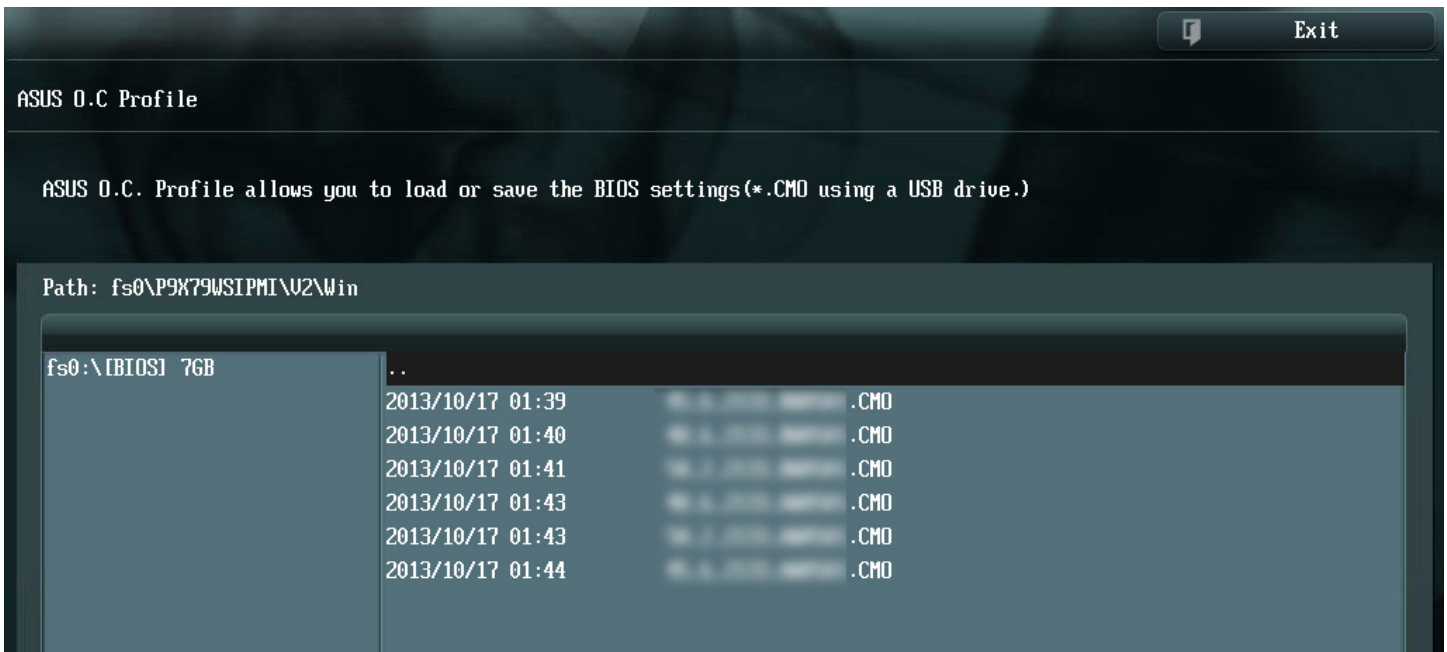 Exit
ASUS O.C Profile
ASUS O.C. Profile allows you to load or save the BIOS settings(*.CMO using a USB drive.)
Path: fs0\P9X79WSIPMI\V2\Win
fs0:\[BIOS] 7GB
..
2013/10/17 01:39 .CMO
2013/10/17 01:40 .CMO
2013/10/17 01:41 .CMO
2013/10/17 01:43 .CMO
2013/10/17 01:43 .CMO
2013/10/17 01:44 .CMO